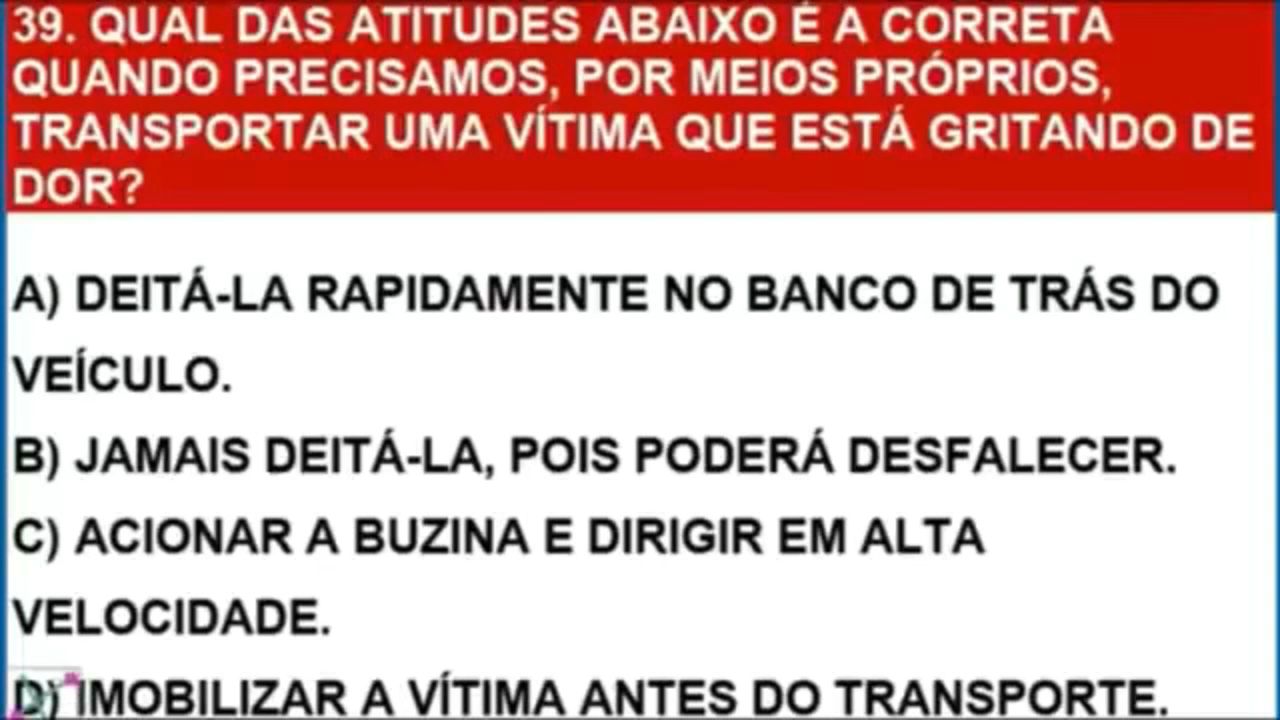 39. QUAL DAS ATITUDES ABAIXO É A CORRETA
QUANDO PRECISAMOS, POR MEIOS PRÓPRIOS,
TRANSPORTAR UMA VÍTIMA QUE ESTÁ GRITANDO DE
DOR?
A) DEITÁ-LA RAPIDAMENTE NO BANCO DE TRÁS DO
VEÍCULO.
B) JAMAIS DEITÁ-LA, POIS PODERÁ DESFALECER.
C) ACIONAR A BUZINA E DIRIGIR EM ALTA
VELOCIDADE.
D) IMOBILIZAR A VÍTIMA ANTES DO TRANSPORTE.